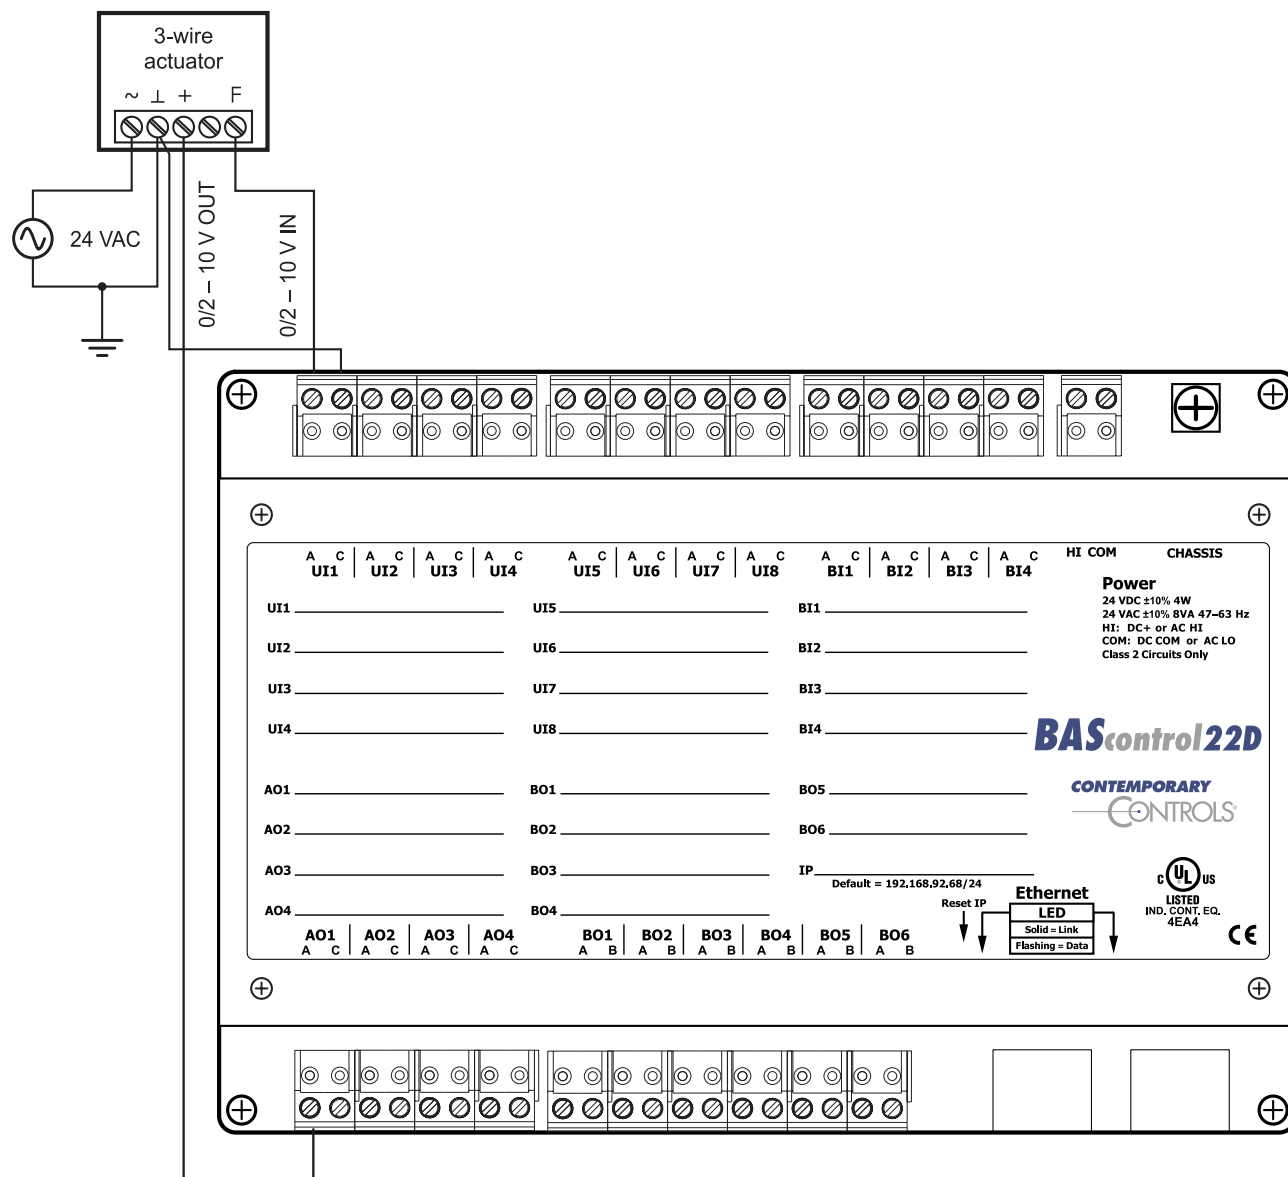 3-wire
actuator
~ ⊥ + F
24 VAC
0/2 – 10 V OUT
0/2 – 10 V IN
A C A C A C A C A C A C A C A C A C A C A C A C HI COM CHASSIS
UI1 UI2 UI3 UI4 UI5 UI6 UI7 UI8 BI1 BI2 BI3 BI4
Power
24 VDC ±10% 4W
24 VAC ±10% 8VA 47–63 Hz
HI: DC+ or AC HI
COM: DC COM or AC LO
Class 2 Circuits Only
UI1 UI5 BI1
UI2 UI6 BI2
UI3 UI7 BI3
UI4 UI8 BI4
BAScontrol22D
AO1 BO1 BO5
AO2 BO2 BO6
AO3 BO3 IP
AO4 BO4
CONTEMPORARY
CONTROLS®
Default = 192.168.92.68/24
Reset IP
Ethernet
LED
Solid = Link
Flashing = Data
C UL US
LISTED
IND. CONT. EQ.
4EA4
CE
AO1 AO2 AO3 AO4 BO1 BO2 BO3 BO4 BO5 BO6
A C A C A C A C A B A B A B A B A B A B